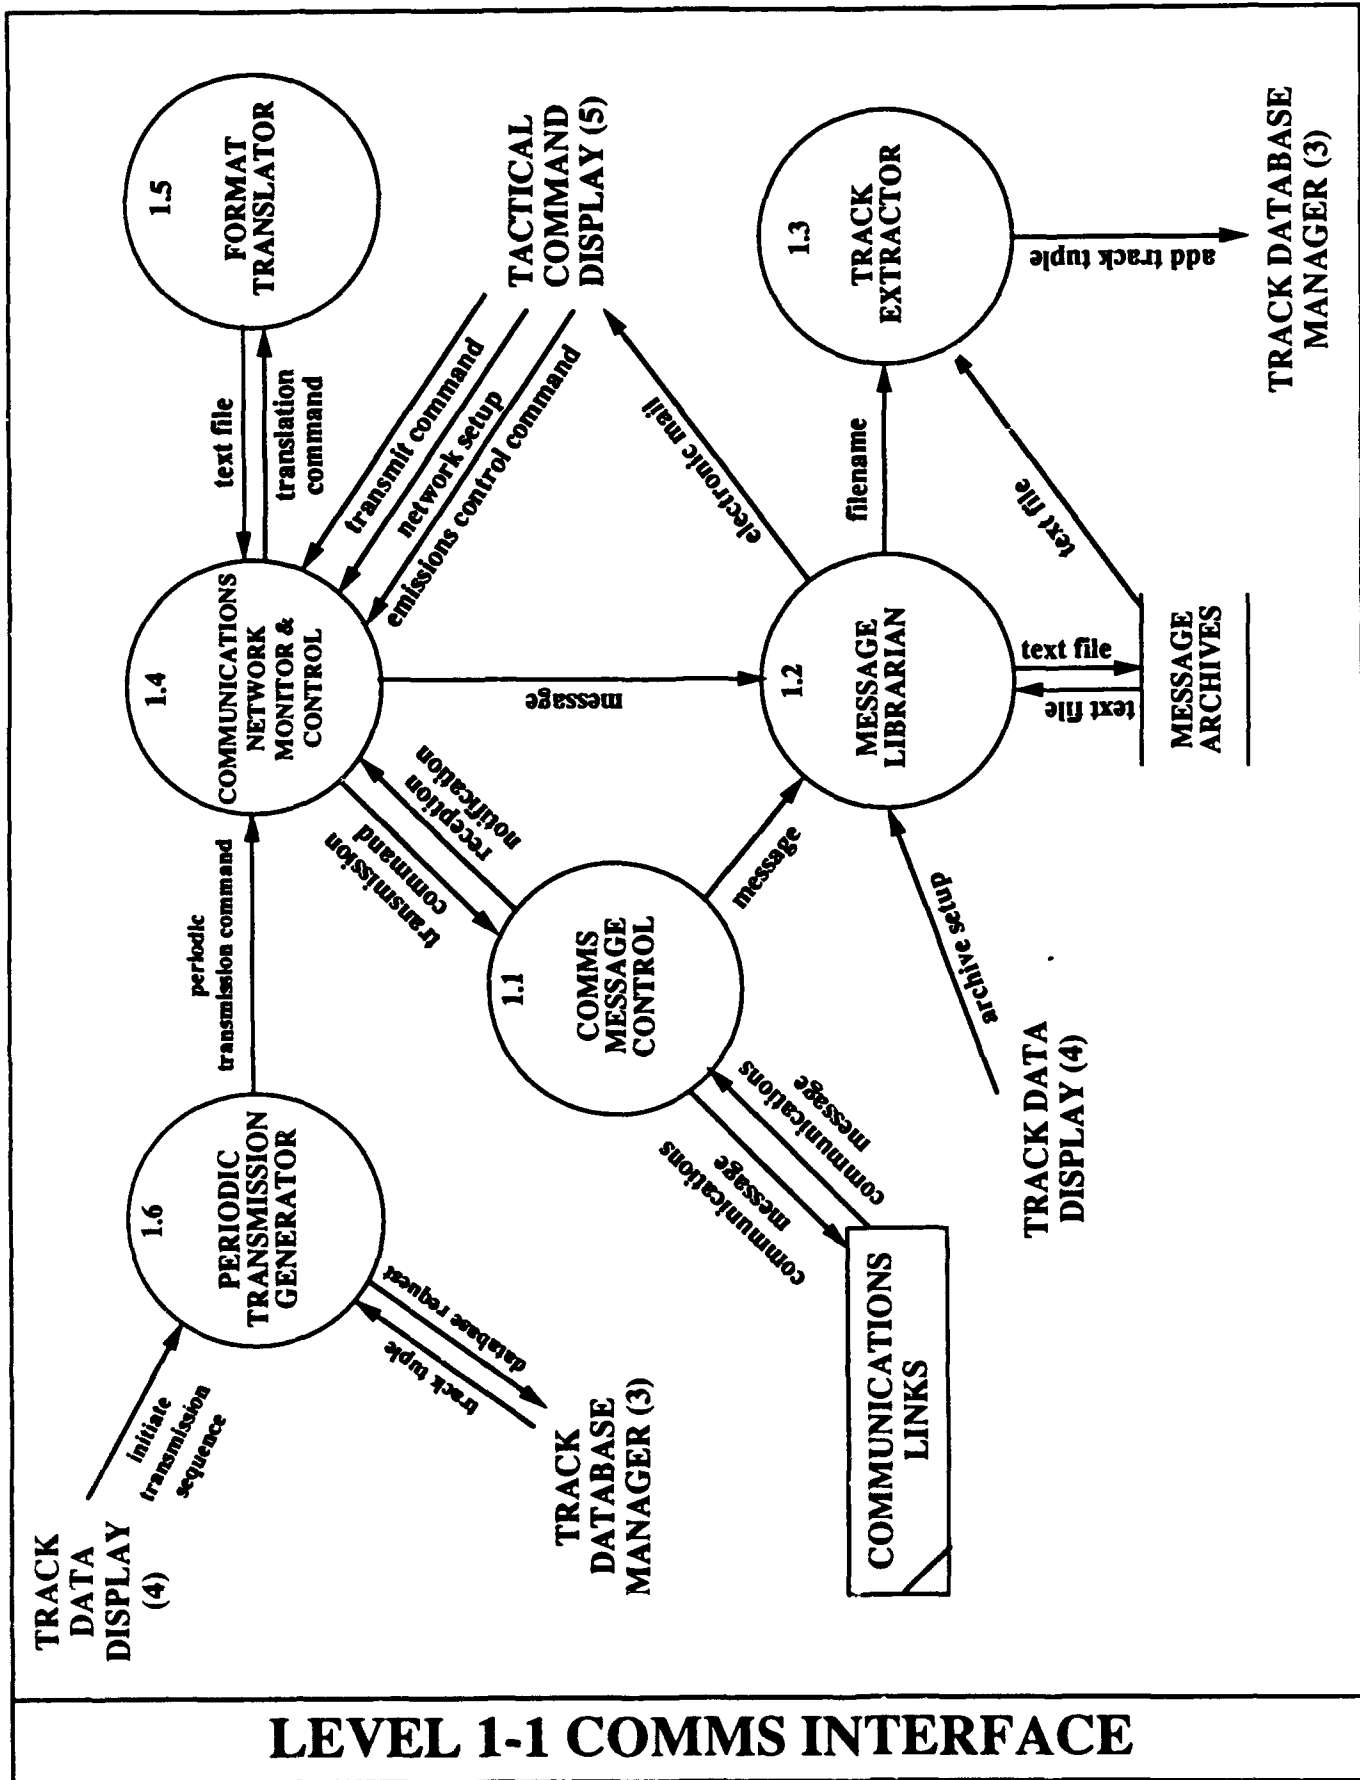 LEVEL 1-1 COMMS INTERFACE
TRACK
DATA
DISPLAY
(4)
initiate
transmission
sequence
1.6
PERIODIC
TRANSMISSION
GENERATOR
periodic
transmission command
1.4
COMMUNICATIONS
NETWORK
MONITOR &
CONTROL
text file
translation
command
1.5
FORMAT
TRANSLATOR
track tuple
database request
TRACK
DATABASE
MANAGER (3)
transmission
command
reception
notification
message
transmit command
network setup
emissions control command
TACTICAL
COMMAND
DISPLAY (5)
1.1
COMMS
MESSAGE
CONTROL
communications
message
communications
message
COMMUNICATIONS
LINKS
message
electronic mail
1.2
MESSAGE
LIBRARIAN
filename
1.3
TRACK
EXTRACTOR
archive setup
TRACK DATA
DISPLAY (4)
text file
text file
text file
MESSAGE
ARCHIVES
add track tuple
TRACK DATABASE
MANAGER (3)